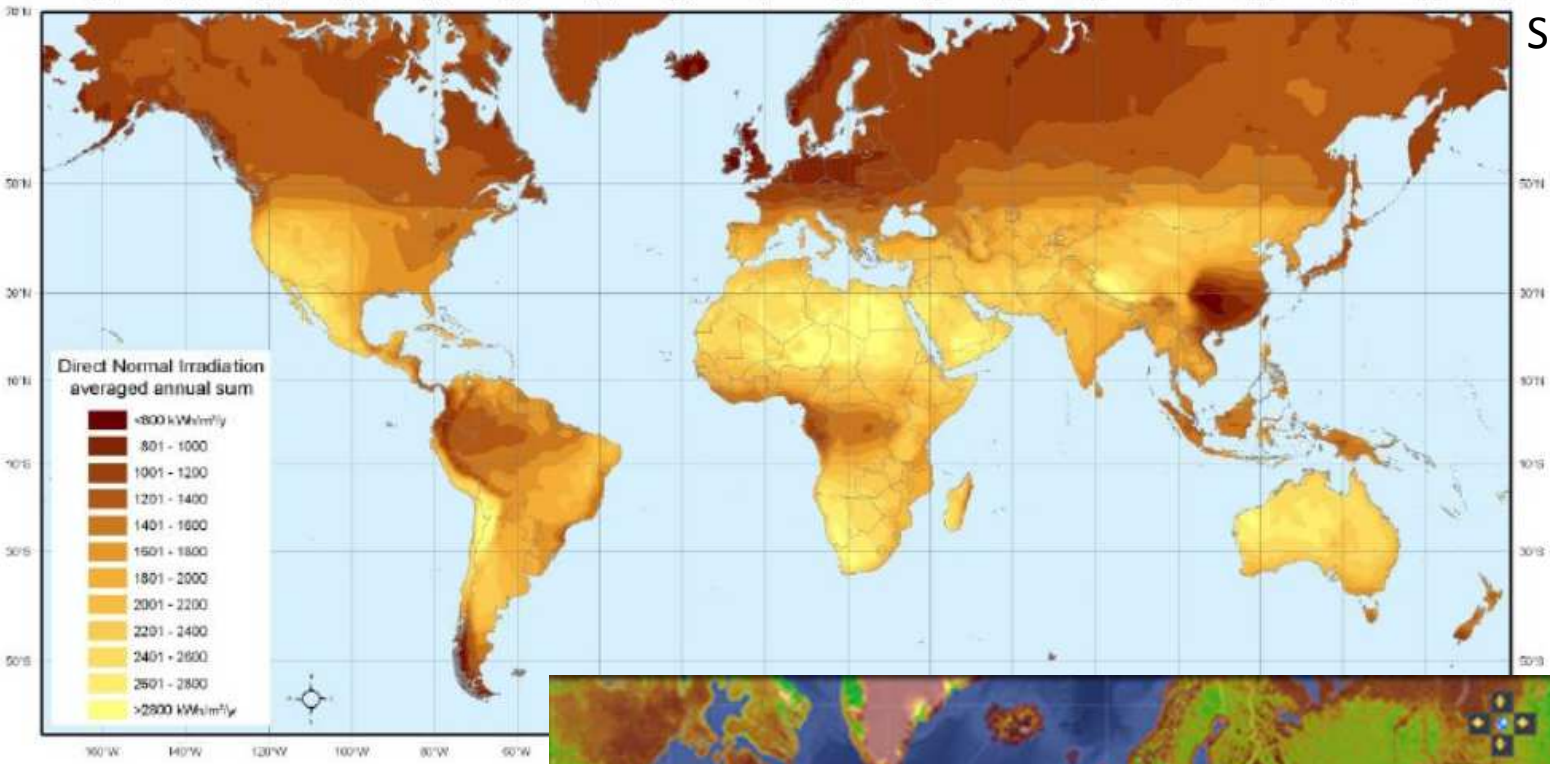 S
70°N
50°N
50°N
30°N
30°N
10°N
10°N
10°S
10°S
30°S
30°S
50°S
50°S
Direct Normal Irradiation
averaged annual sum
<800 kWh/m²/y
801 - 1000
1001 - 1200
1201 - 1400
1401 - 1600
1601 - 1800
1801 - 2000
2001 - 2200
2201 - 2400
2401 - 2600
2601 - 2800
>2800 kWh/m²/y
160°W
140°W
120°W
100°W
80°W
60°W